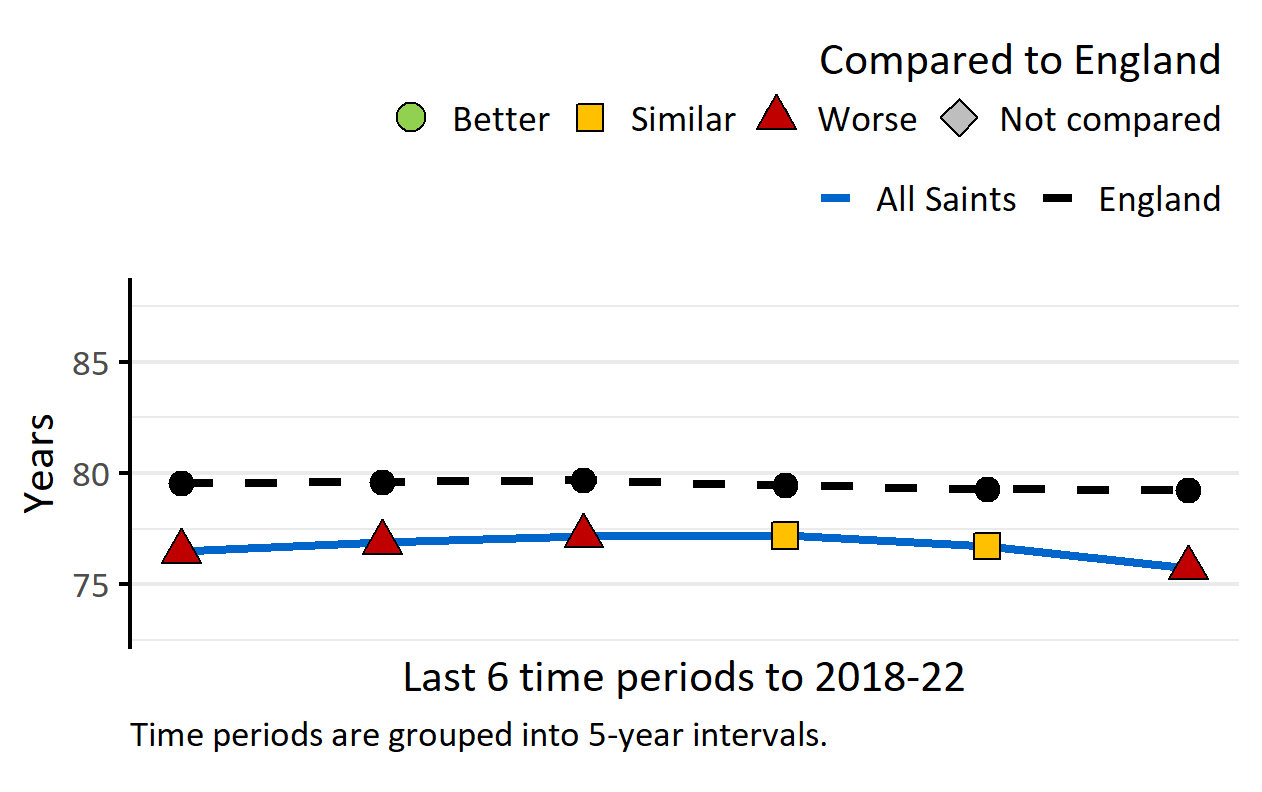 Compared to England
Better Similar Worse Not compared
All Saints England
85
80
75
Years
Last 6 time periods to 2018-22
Time periods are grouped into 5-year intervals.